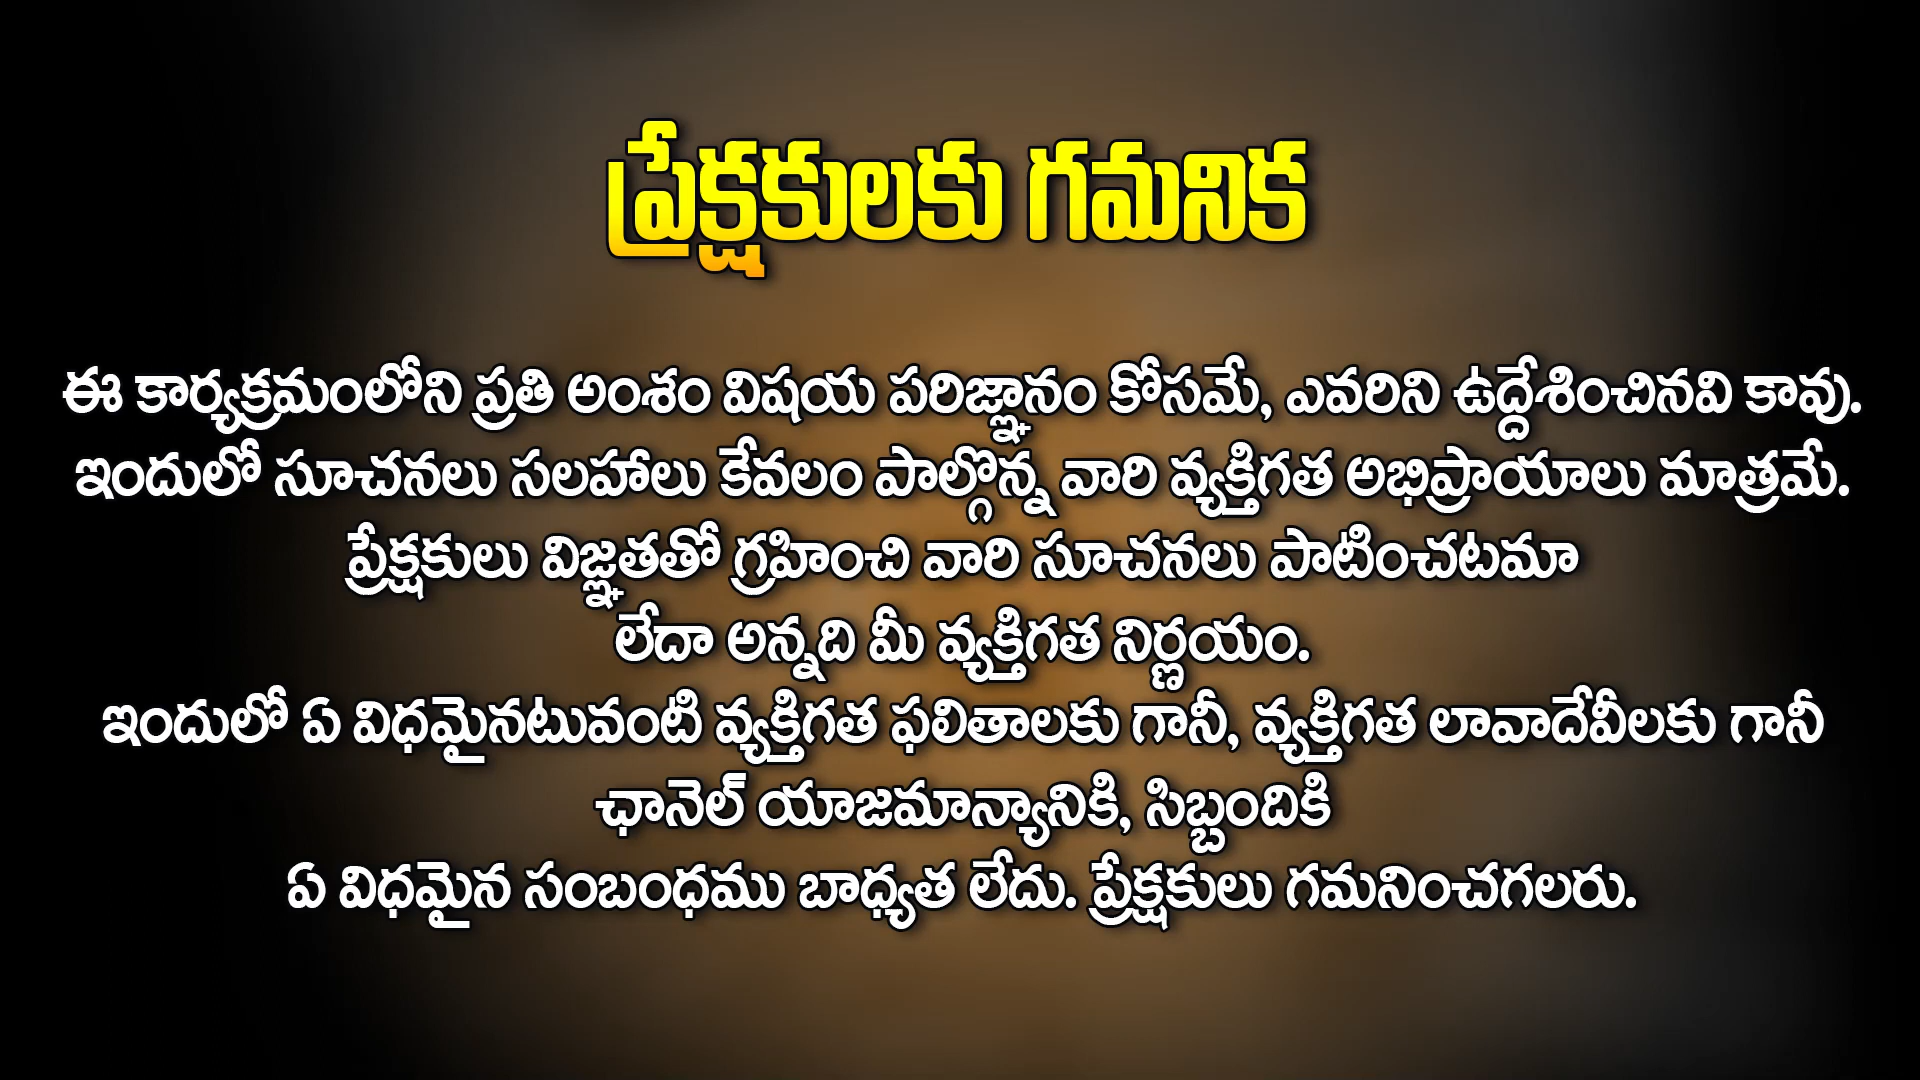 ప్రేక్షకులకు గమనిక
ఈ కార్యక్రమంలోని ప్రతి అంశం విషయ పరిజ్ఞానం కోసమే, ఎవరిని ఉద్దేశించినవి కావు.
ఇందులో సూచనలు సలహాలు కేవలం పాల్గొన్న వారి వ్యక్తిగత అభిప్రాయాలు మాత్రమే.
ప్రేక్షకులు విజ్ఞతతో గ్రహించి వారి సూచనలు పాటించటమా
లేదా అన్నది మీ వ్యక్తిగత నిర్ణయం.
ఇందులో ఏ విధమైనటువంటి వ్యక్తిగత ఫలితాలకు గానీ, వ్యక్తిగత లావాదేవీలకు గానీ
ఛానెల్ యాజమాన్యానికి, సిబ్బందికి
ఏ విధమైన సంబంధము బాధ్యత లేదు. ప్రేక్షకులు గమనించగలరు.